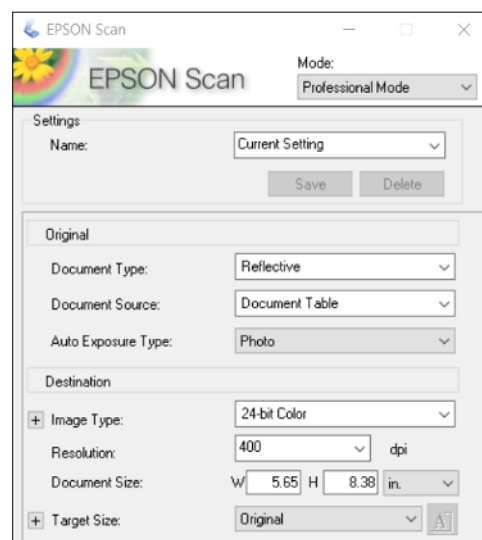 EPSON Scan
EPSON Scan
Mode:
Professional Mode
Settings
Name: Current Setting
Save Delete
Original
Document Type: Reflective
Document Source: Document Table
Auto Exposure Type: Photo
Destination
+ Image Type: 24-bit Color
Resolution: 400 dpi
Document Size: W 5.65 H 8.38 in.
+ Target Size: Original A